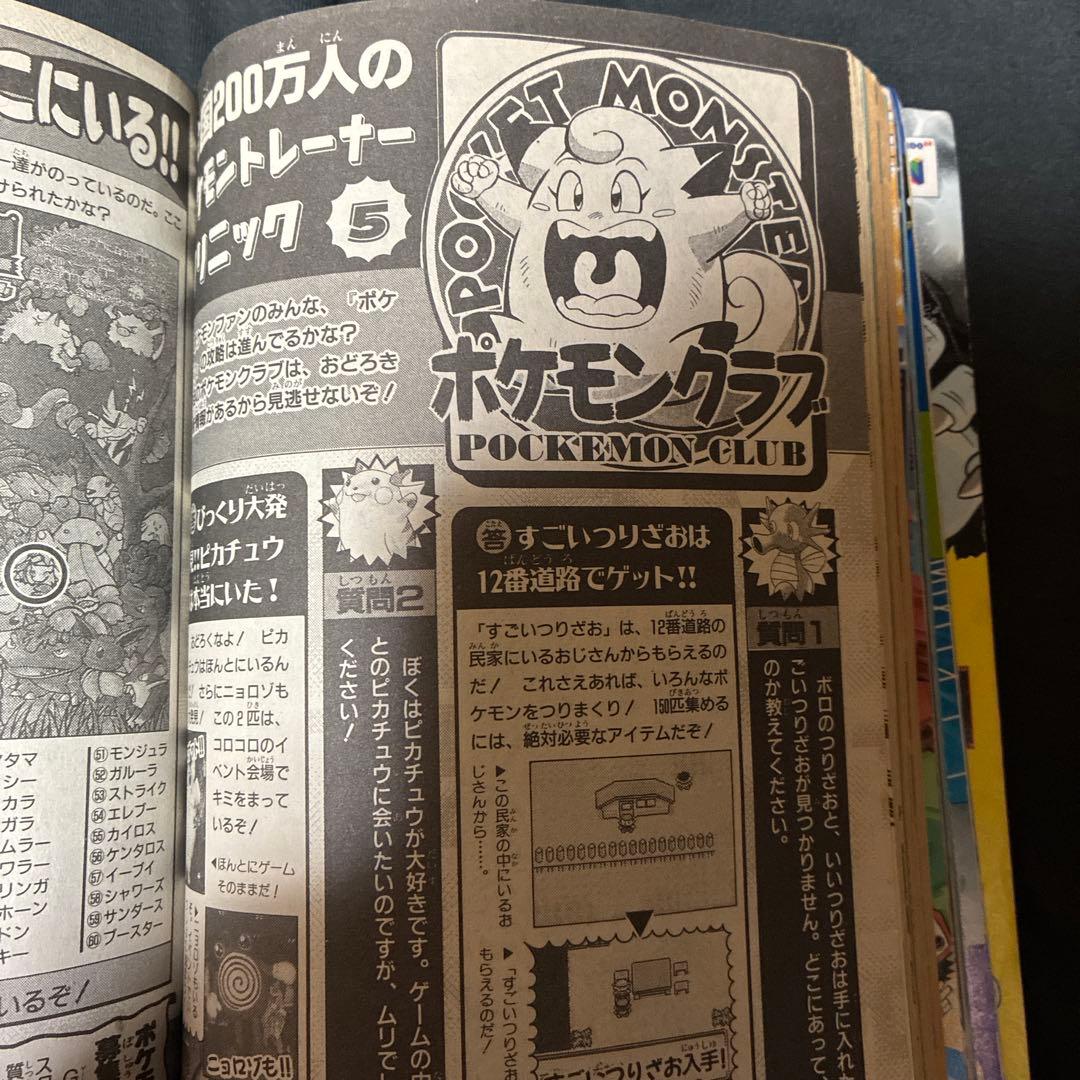 こにいる!!
達がのっているのだ。ここ
けられたかな?
200万人の
モントレーナー
リニック 5
POCKET MONSTERS
ポケモンクラブ
POCKEMON CLUB
モンファンのみんな、『ポケ
の攻略は進んでるかな?
ポケモンクラブは、おどろき
情報があるから見逃せないぞ!
質問1
ボロのつりざおと、いいつりざおは手に入れ
ごいつりざおが見つかりません。どこにあって、
のか教えてください。
答 すごいつりざおは
12番道路でゲット!!
「すごいつりざお」は、12番道路の
民家にいるおじさんからもらえるの
だ! これさえあれば、いろんなポ
ケモンをつりまくり! 150匹集める
には、絶対必要なアイテムだぞ!
▶この民家の中にいるお
じさんから……。
▶「すごいつりざお
もらえるのだ!
すごいつりざお入手!
質問2
ぼくはピカチュウが大好きです。ゲームの中
とのピカチュウに会いたいのですが、ムリで
ください!
びっくり大発
見!!ピカチュウ
本当にいた!
おどろくなよ! ピカ
チュウはほんとにいるん
さらにニョロゾも
この2匹は、
コロコロのイ
ベント会場で
キミをまって
いるぞ!
◀ほんとにゲーム
そのままだ!
ニョロゾも!!
タマ
シー
カラ
ガラ
ムラー
ワラー
リンガ
ホーン
ドン
キー
51 モンジュラ
52 ガルーラ
53 ストライク
54 エレブー
55 カイロス
56 ケンタロス
57 イーブイ
58 シャワーズ
59 サンダース
60 ブースター
いるぞ!
ポケモ